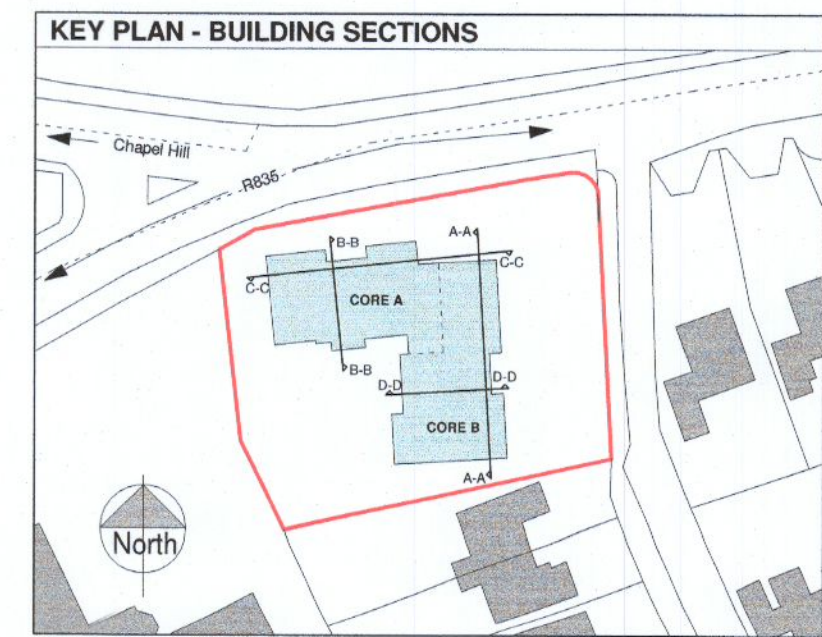 KEY PLAN - BUILDING SECTIONS
Chapel Hill
R835
B-B
A-A
C-C
C-C
CORE A
B-B
D-D
D-D
CORE B
A-A
North